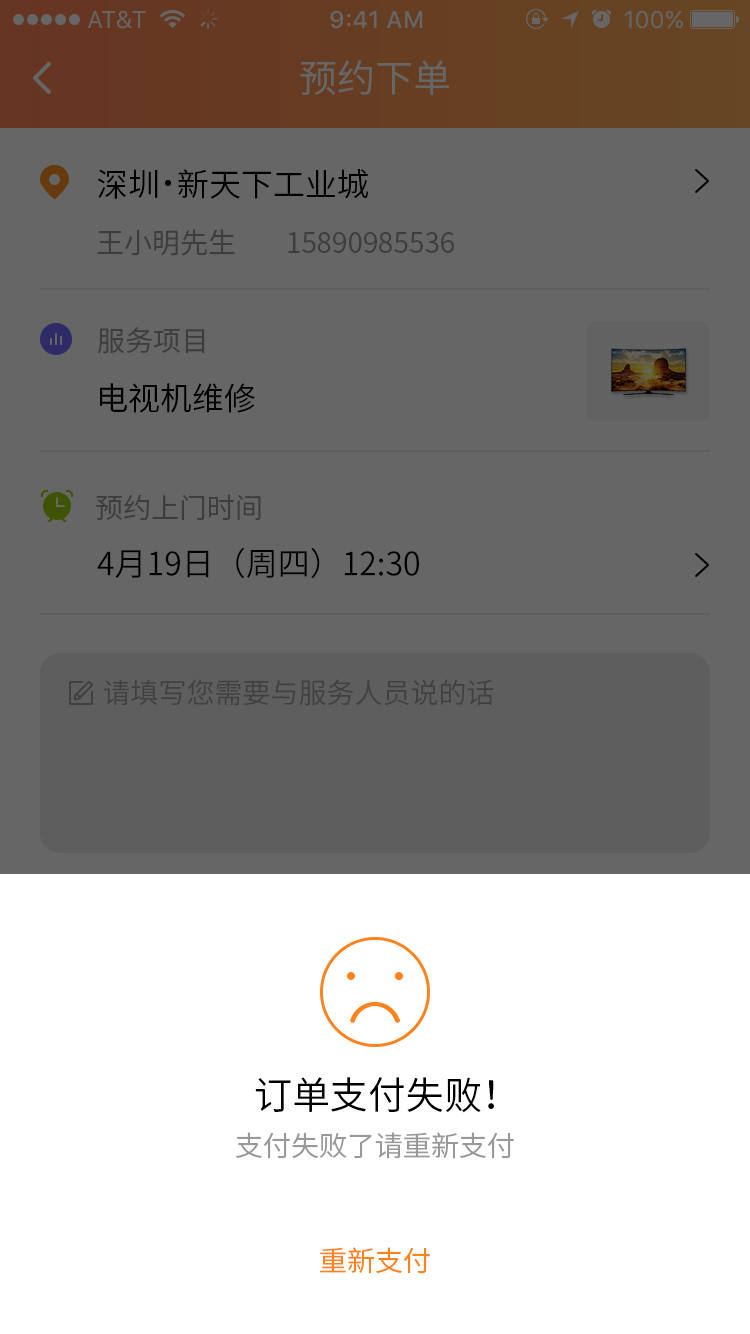 AT&T 9:41 AM 100%
预约下单
深圳·新天下工业城
王小明先生 15890985536
服务项目
电视机维修
预约上门时间
4月19日（周四）12:30
请填写您需要与服务人员说的话
订单支付失败！
支付失败了请重新支付
重新支付